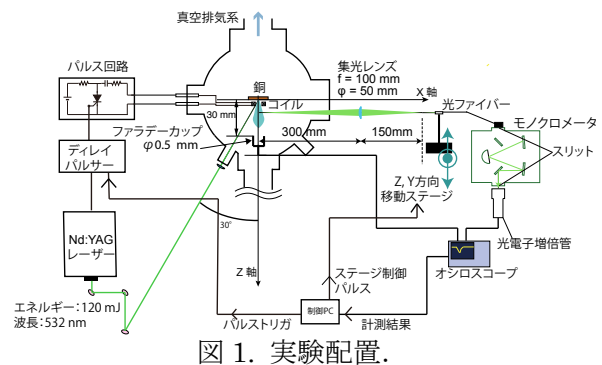 真空排気系
パルス回路
銅
コイル
30 mm
集光レンズ
f = 100 mm
φ = 50 mm
X 軸
光ファイバー
モノクロメータ
スリット
ファラデーカップ
φ0.5 mm
300 mm
150mm
ディレイ
パルサー
Z, Y方向
移動ステージ
30°
Nd:YAG
レーザー
光電子増倍管
オシロスコープ
Z 軸
ステージ制御
パルス
エネルギー：120 mJ
波長：532 nm
制御PC
パルストリガ
計測結果
図 1. 実験配置.